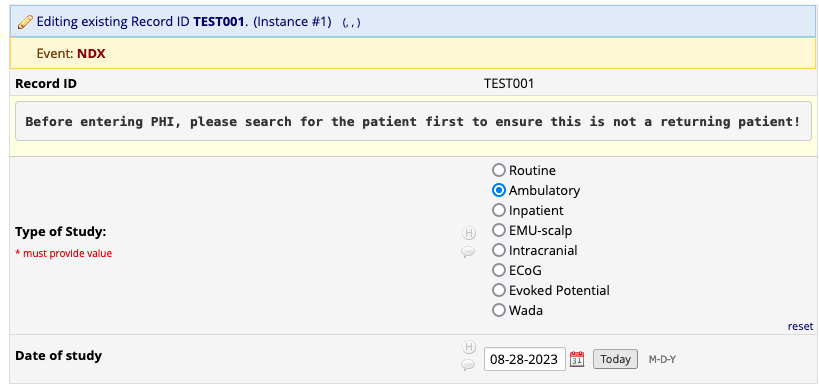 Editing existing Record ID TEST001. (Instance #1) (, , )
Event: NDX
Record ID TEST001
Before entering PHI, please search for the patient first to ensure this is not a returning patient!
Type of Study:
* must provide value
H
Routine
Ambulatory
Inpatient
EMU-scalp
Intracranial
ECoG
Evoked Potential
Wada
reset
Date of study
H
08-28-2023 31 Today M-D-Y